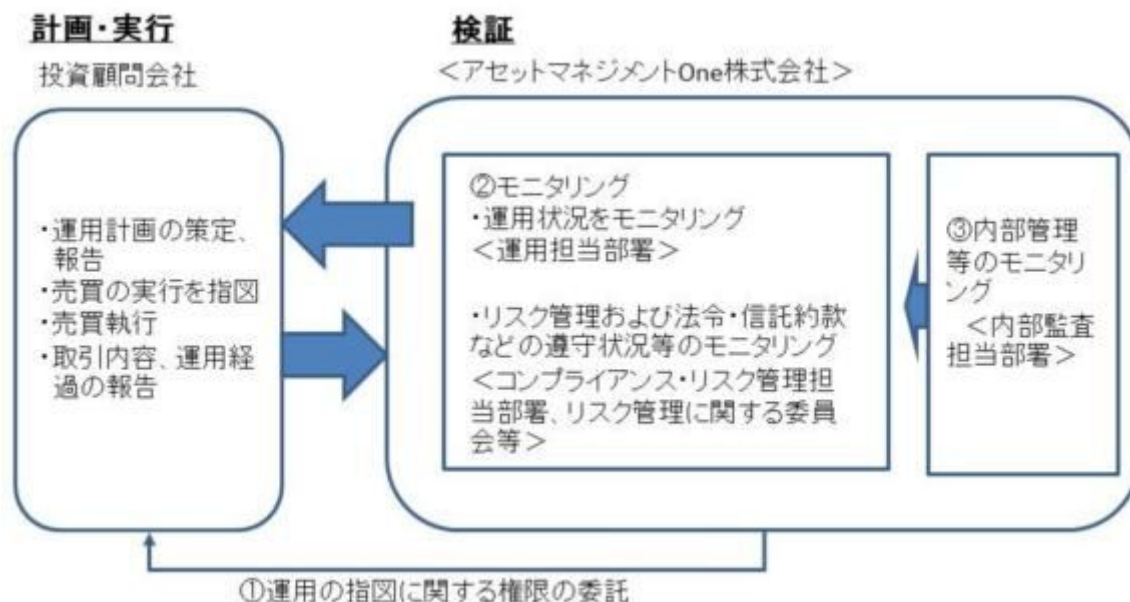 計画・実行
投資顧問会社
・運用計画の策定、
報告
・売買の実行を指図
・売買執行
・取引内容、運用経
過の報告
検証
＜アセットマネジメントOne株式会社＞
②モニタリング
・運用状況をモニタリング
＜運用担当部署＞
・リスク管理および法令・信託約款
などの遵守状況等のモニタリング
＜コンプライアンス・リスク管理担
当部署、リスク管理に関する委員
会等＞
③内部管理
等のモニタリ
ング
＜内部監査
担当部署＞
①運用の指図に関する権限の委託